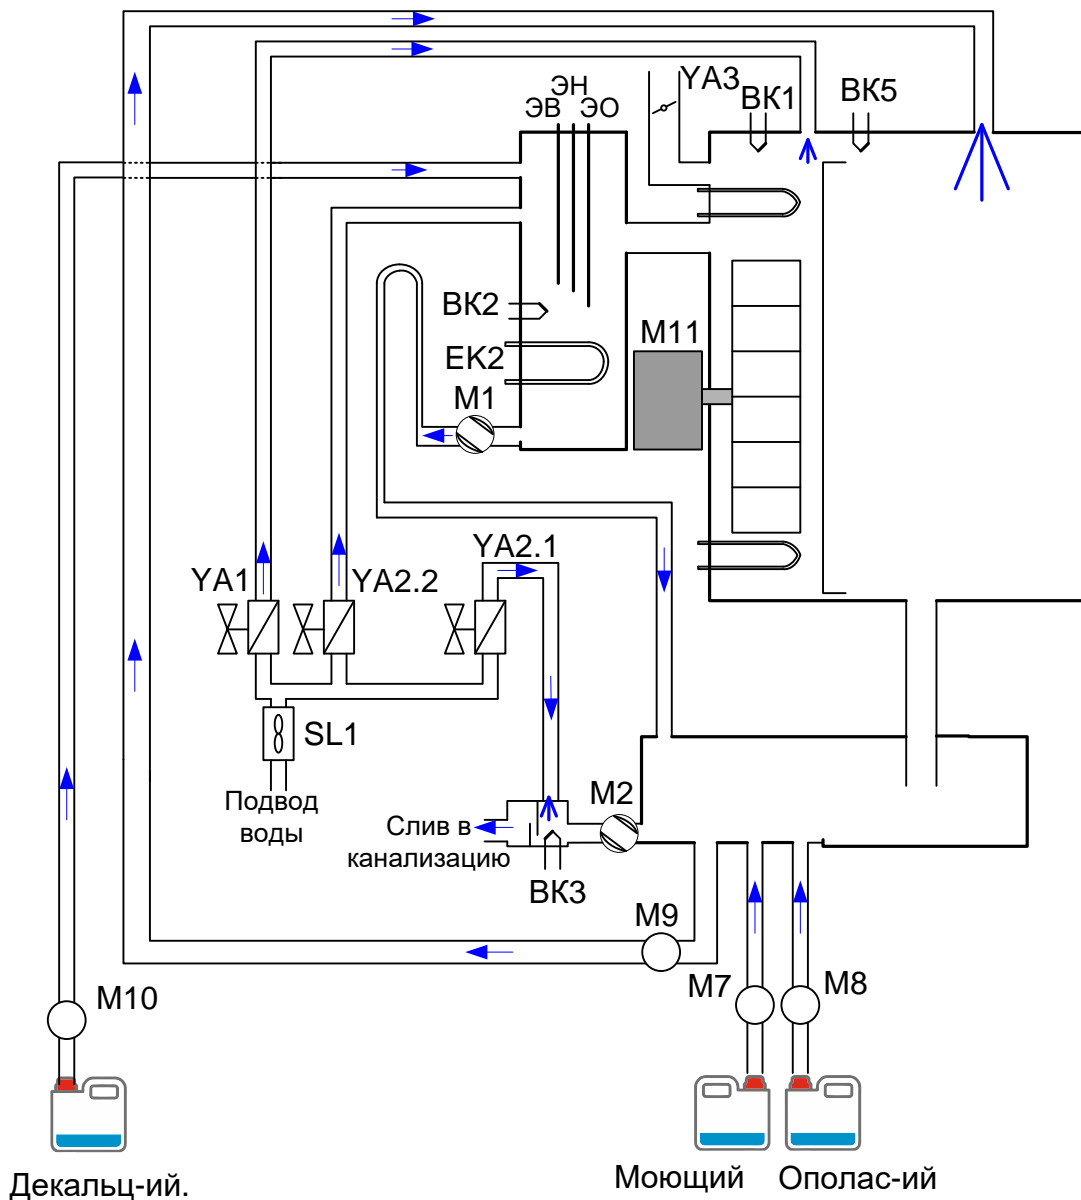 ЭН
ЭВ
ЭО
YA3
ВК1
ВК5
ВК2
ЕК2
М1
М11
YA1
YA2.2
YA2.1
SL1
Подвод
воды
Слив в
канализацию
М2
ВК3
М9
М7
М8
М10
Декальц-ий.
Моющий
Ополас-ий